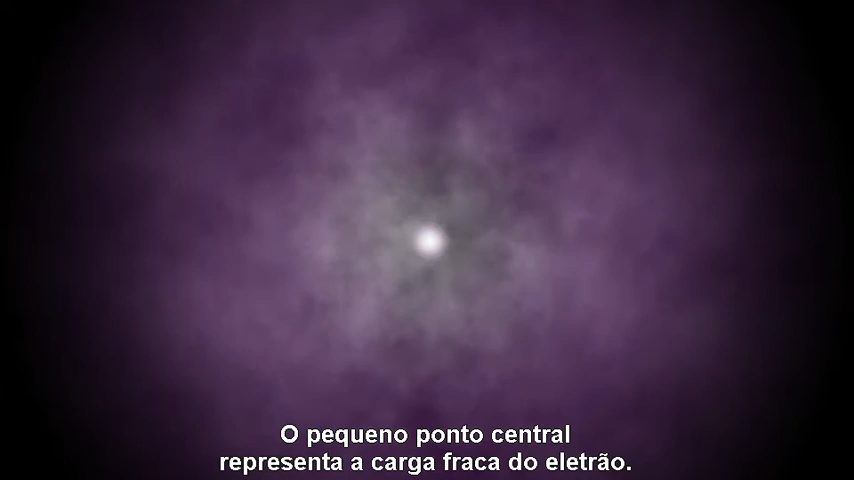 O pequeno ponto central
representa a carga fraca do eletrão.